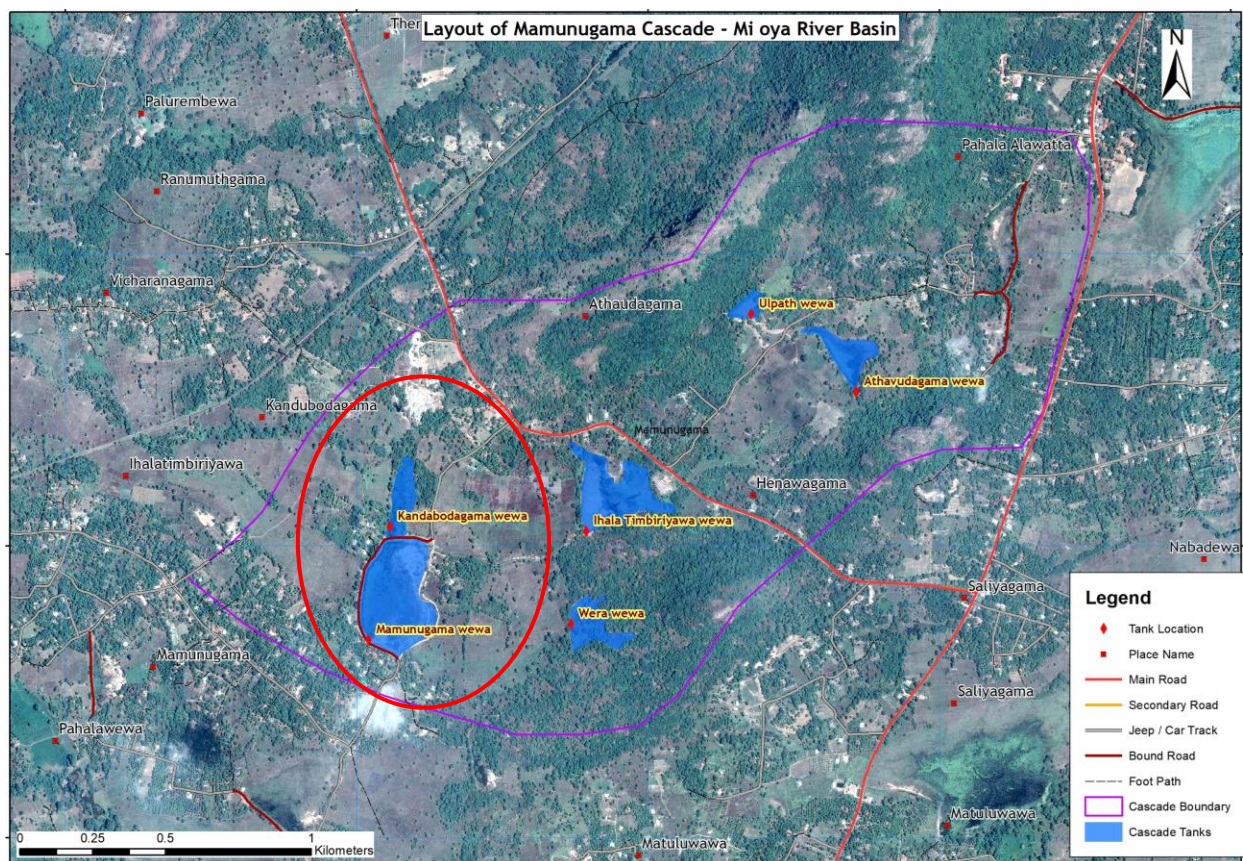 Layout of Mamunugama Cascade - Mi oya River Basin
Ther
N
Palurembewa
Pahala Alawatta
Ranumuthgama
Vicharanagama
Athaudagama
Ulpath wewa
Athavudagama wewa
Kandubodagama
Mamunugama
Ihalatimbiriyawa
Henawagama
Kandabodagama wewa
Ihala Timbiriyawa wewa
Nabadewa
Saliyagama
Wera wewa
Mamunugama wewa
Mamunugama
Saliyagama
Pahalawewa
Matuluwawa
Matuluwawa
Legend
Tank Location
Place Name
Main Road
Secondary Road
Jeep / Car Track
Bound Road
Foot Path
Cascade Boundary
Cascade Tanks
0 0.25 0.5 1
Kilometers